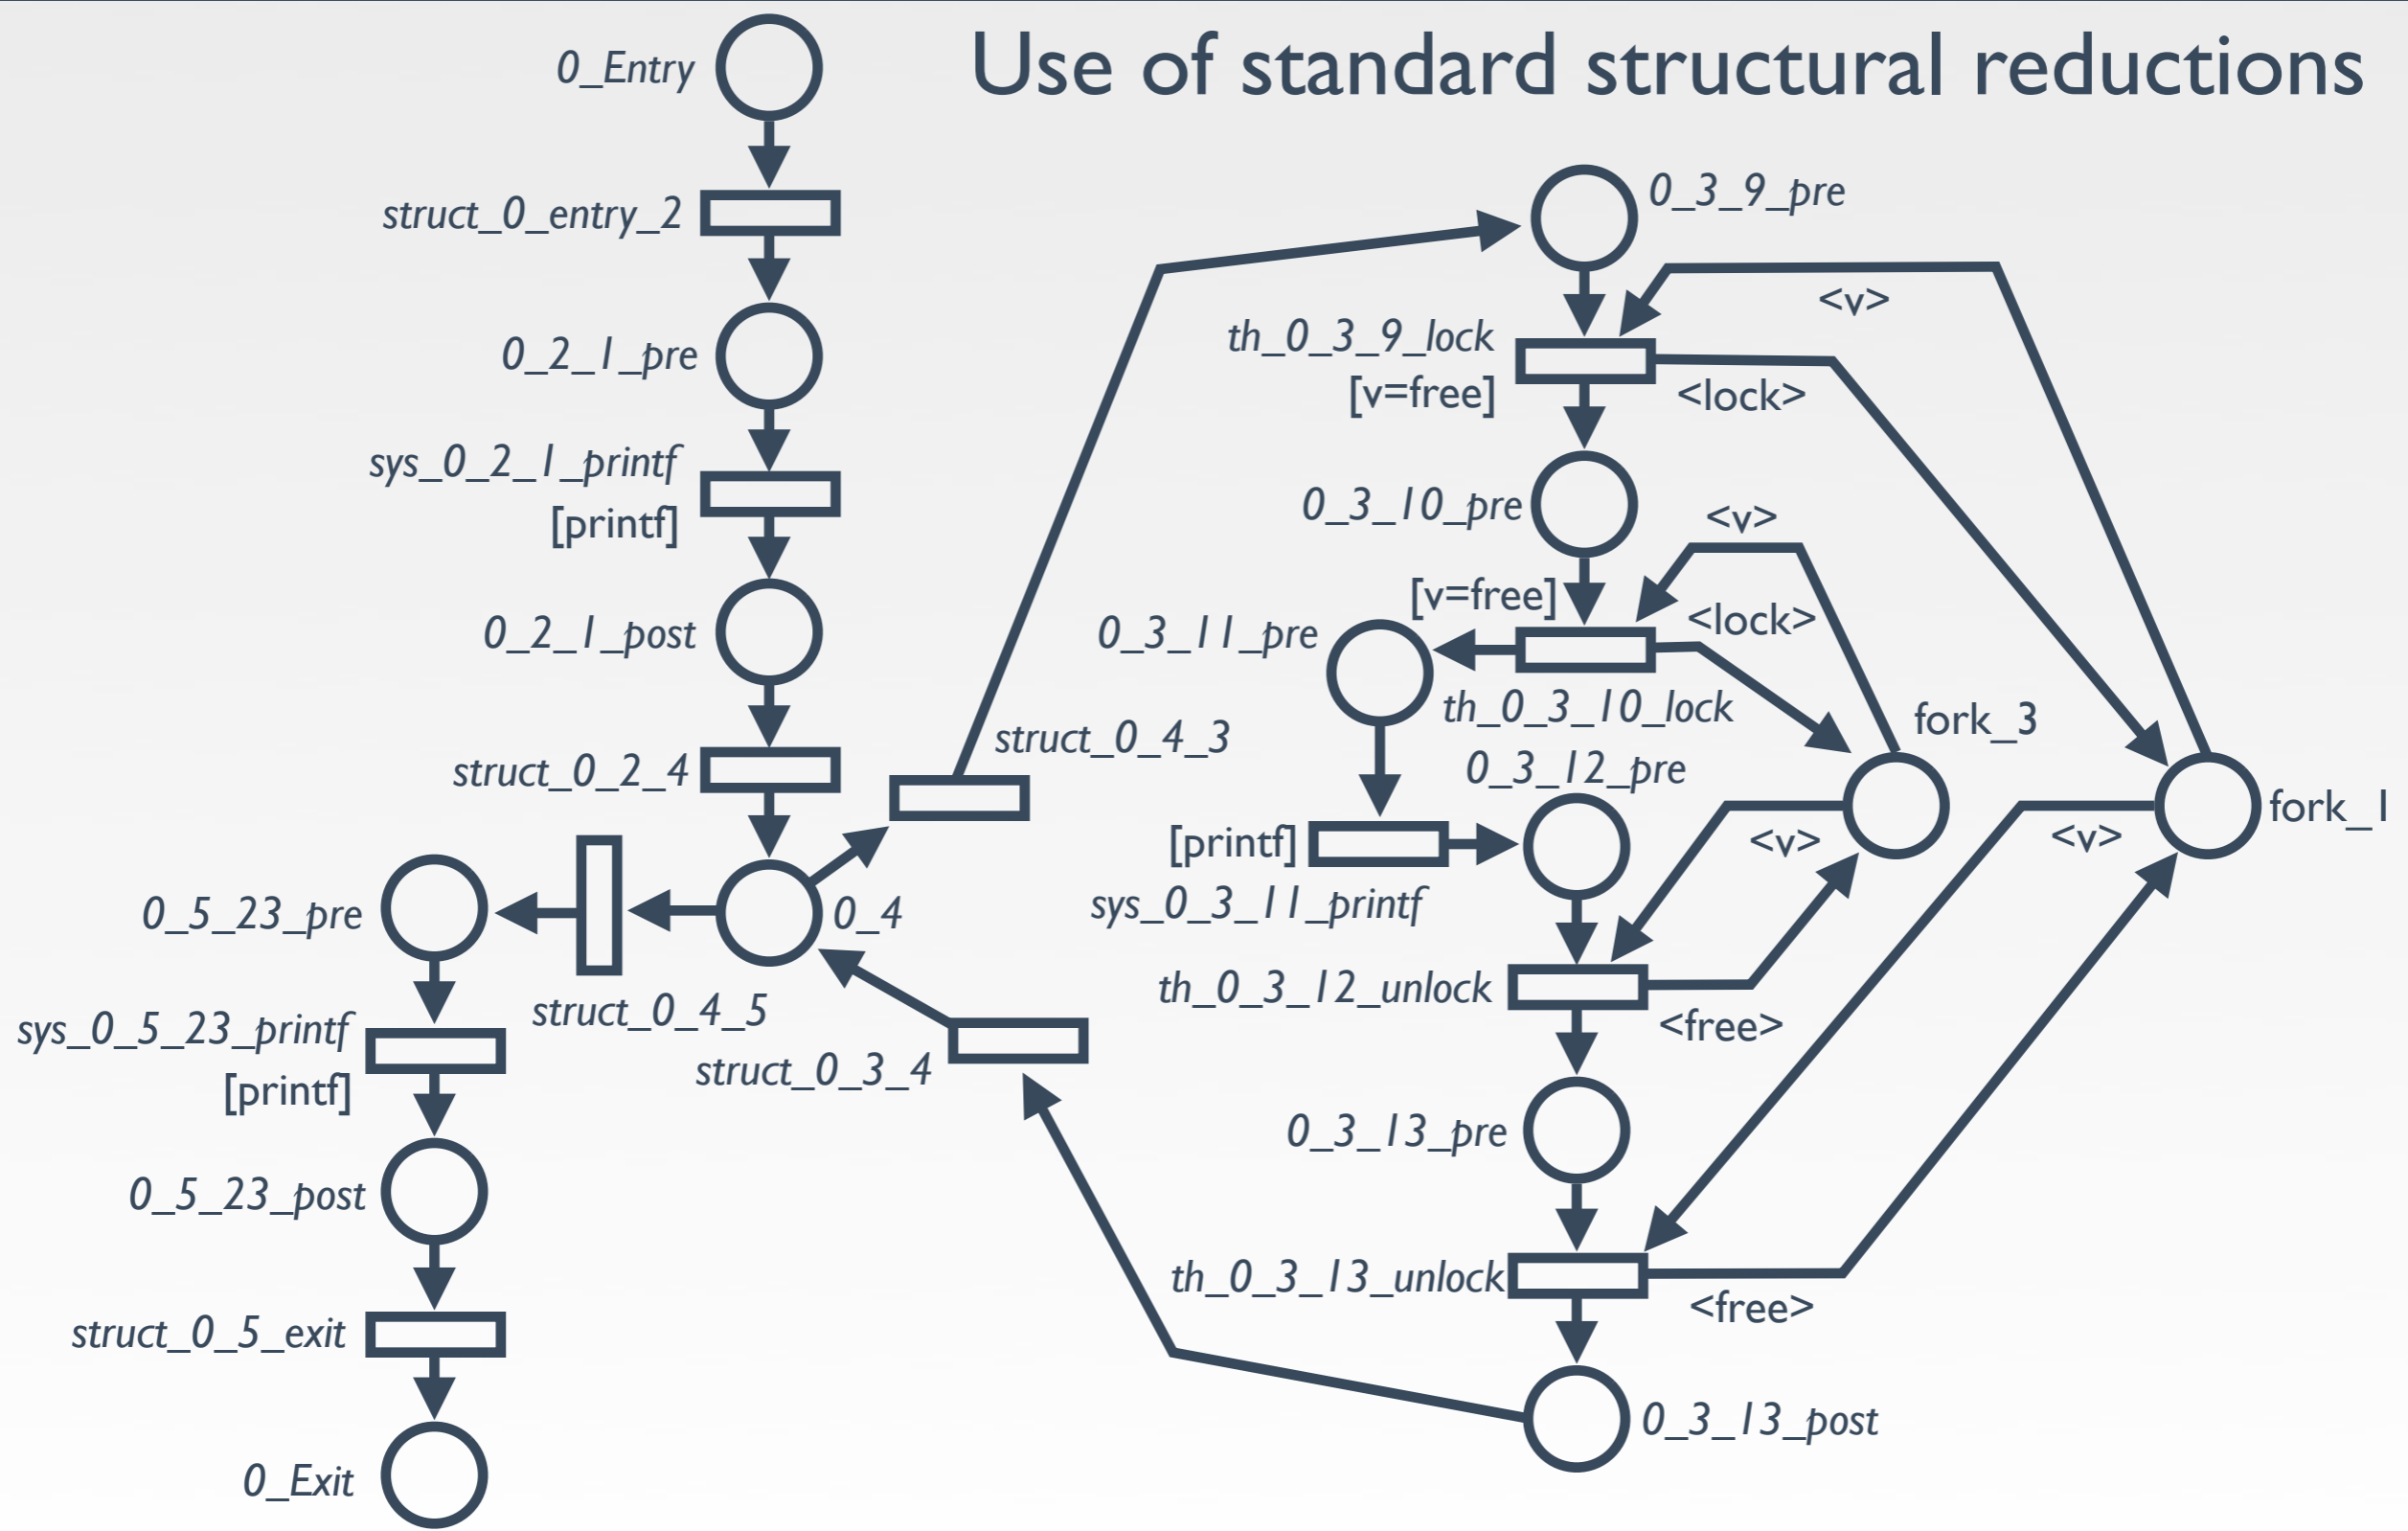 Use of standard structural reductions
0_Entry
struct_0_entry_2
0_2_1_pre
sys_0_2_1_printf
[printf]
0_2_1_post
struct_0_2_4
0_4
struct_0_4_5
0_5_23_pre
sys_0_5_23_printf
[printf]
0_5_23_post
struct_0_5_exit
0_Exit
struct_0_4_3
struct_0_3_4
0_3_9_pre
<v>
th_0_3_9_lock
[v=free]
<lock>
0_3_10_pre
<v>
[v=free]
<lock>
0_3_11_pre
th_0_3_10_lock
fork_3
0_3_12_pre
fork_1
[printf]
<v>
<v>
sys_0_3_11_printf
th_0_3_12_unlock
<free>
0_3_13_pre
th_0_3_13_unlock
<free>
0_3_13_post